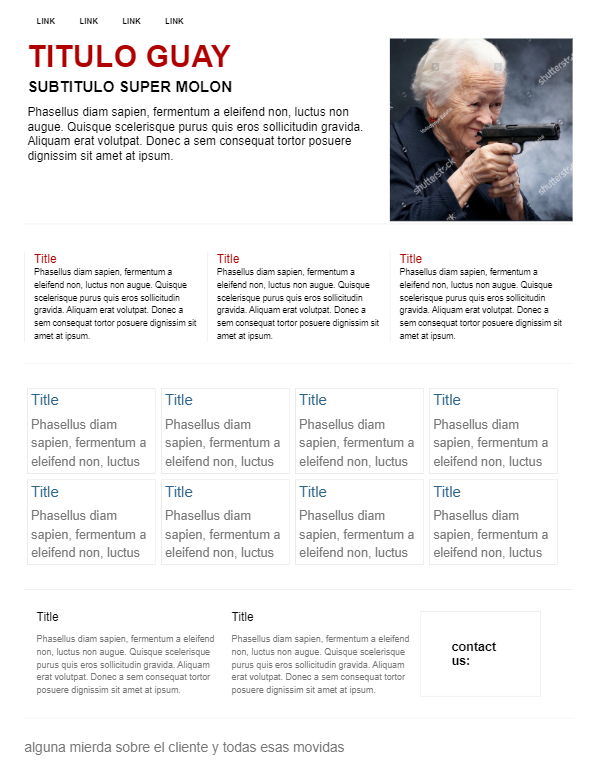 LINK LINK LINK LINK
TITULO GUAY
SUBTITULO SUPER MOLON
Phasellus diam sapien, fermentum a eleifend non, luctus non
augue. Quisque scelerisque purus quis eros sollicitudin gravida.
Aliquam erat volutpat. Donec a sem consequat tortor posuere
dignissim sit amet at ipsum.
shutterstock
shutterstock
shutterstock
Title
Phasellus diam sapien, fermentum a
eleifend non, luctus non augue. Quisque
scelerisque purus quis eros sollicitudin
gravida. Aliquam erat volutpat. Donec a
sem consequat tortor posuere dignissim sit
amet at ipsum.
Title
Phasellus diam sapien, fermentum a
eleifend non, luctus non augue. Quisque
scelerisque purus quis eros sollicitudin
gravida. Aliquam erat volutpat. Donec a
sem consequat tortor posuere dignissim sit
amet at ipsum.
Title
Phasellus diam sapien, fermentum a
eleifend non, luctus non augue. Quisque
scelerisque purus quis eros sollicitudin
gravida. Aliquam erat volutpat. Donec a
sem consequat tortor posuere dignissim sit
amet at ipsum.
Title
Phasellus diam
sapien, fermentum a
eleifend non, luctus
Title
Phasellus diam
sapien, fermentum a
eleifend non, luctus
Title
Phasellus diam
sapien, fermentum a
eleifend non, luctus
Title
Phasellus diam
sapien, fermentum a
eleifend non, luctus
Title
Phasellus diam
sapien, fermentum a
eleifend non, luctus
Title
Phasellus diam
sapien, fermentum a
eleifend non, luctus
Title
Phasellus diam
sapien, fermentum a
eleifend non, luctus
Title
Phasellus diam
sapien, fermentum a
eleifend non, luctus
Title
Phasellus diam sapien, fermentum a eleifend
non, luctus non augue. Quisque scelerisque
purus quis eros sollicitudin gravida. Aliquam
erat volutpat. Donec a sem consequat tortor
posuere dignissim sit amet at ipsum.
Title
Phasellus diam sapien, fermentum a eleifend
non, luctus non augue. Quisque scelerisque
purus quis eros sollicitudin gravida. Aliquam
erat volutpat. Donec a sem consequat tortor
posuere dignissim sit amet at ipsum.
contact
us:
alguna mierda sobre el cliente y todas esas movidas